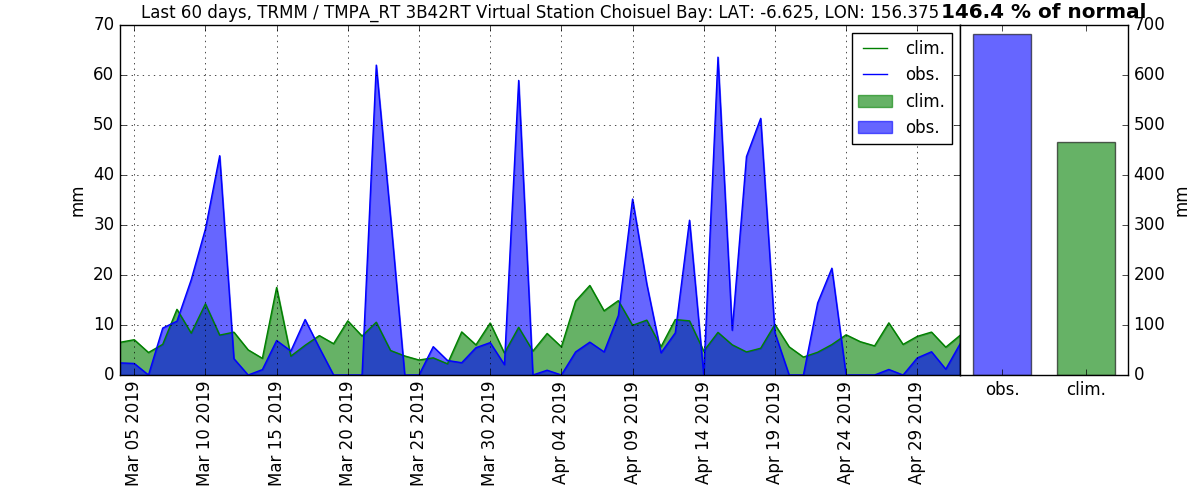 Last 60 days, TRMM / TMPA_RT 3B42RT Virtual Station Choisuel Bay: LAT: -6.625, LON: 156.375
146.4 % of normal
70
60
50
40
30
20
10
0
mm
clim.
obs.
clim.
obs.
Mar 05 2019
Mar 10 2019
Mar 15 2019
Mar 20 2019
Mar 25 2019
Mar 30 2019
Apr 04 2019
Apr 09 2019
Apr 14 2019
Apr 19 2019
Apr 24 2019
Apr 29 2019
700
600
500
400
300
200
100
0
mm
obs.
clim.